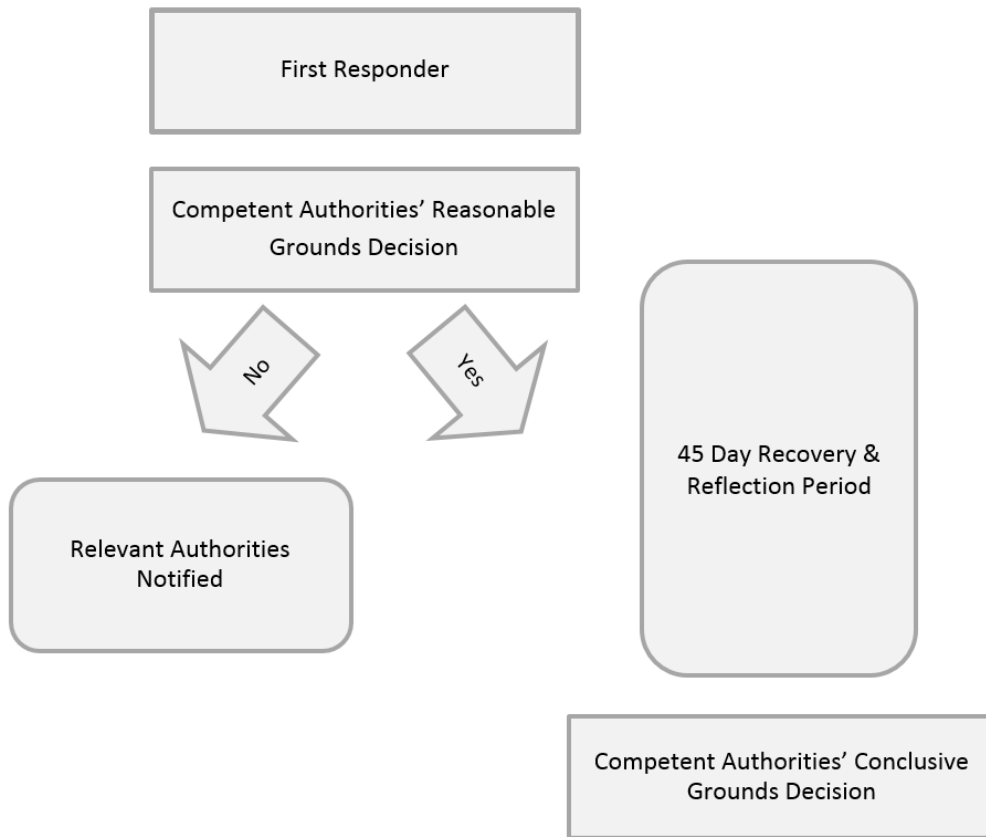 First Responder
Competent Authorities’ Reasonable
Grounds Decision
No
Yes
45 Day Recovery &
Reflection Period
Relevant Authorities
Notified
Competent Authorities’ Conclusive
Grounds Decision